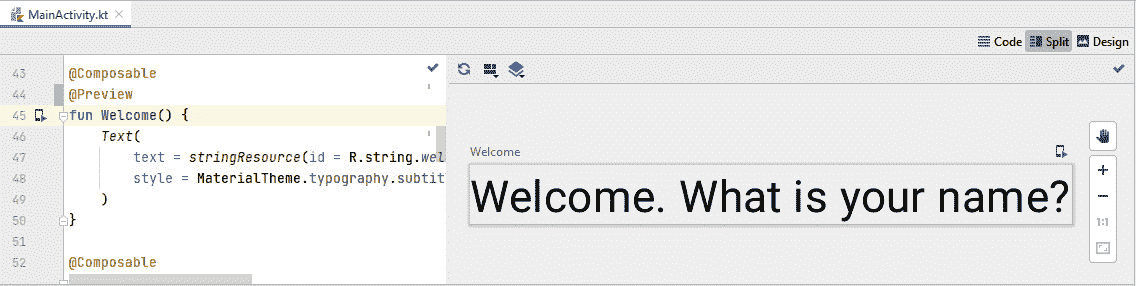 MainActivity.kt
Code Split Design
43 @Composable
44 @Preview
45 fun Welcome() {
46 Text(
47 text = stringResource(id = R.string.wel
48 style = MaterialTheme.typography.subtit
49 )
50 }
51
52 @Composable
Welcome
Welcome. What is your name?
1:1